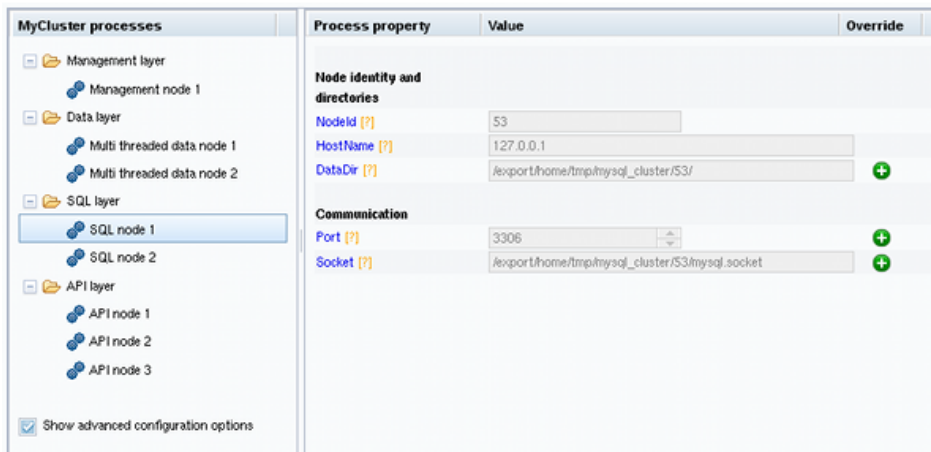 MyCluster processes
Management layer
Management node 1
Data layer
Multi threaded data node 1
Multi threaded data node 2
SQL layer
SQL node 1
SQL node 2
API layer
API node 1
API node 2
API node 3
Show advanced configuration options
Process property Value Override
Node identity and
directories
NodeId [?] 53
HostName [?] 127.0.0.1
DataDir [?] /export/home/tmp/mysql_cluster/53/
Communication
Port [?] 3306
Socket [?] /export/home/tmp/mysql_cluster/53/mysql.socket